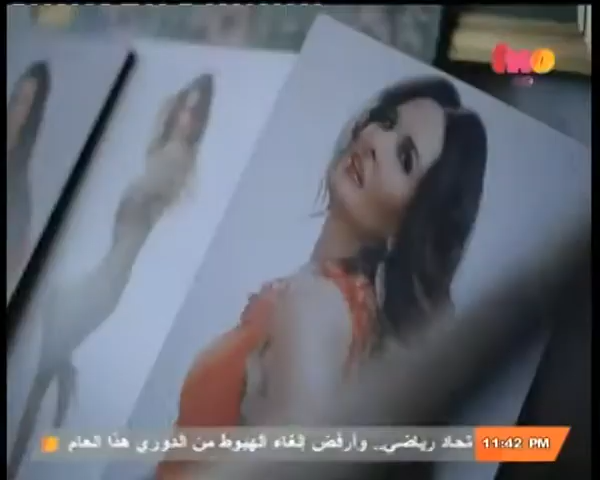 two
تحاد رياضي.. وأرفض إلغاء الهبوط من الدوري هذا العام
11:42 PM